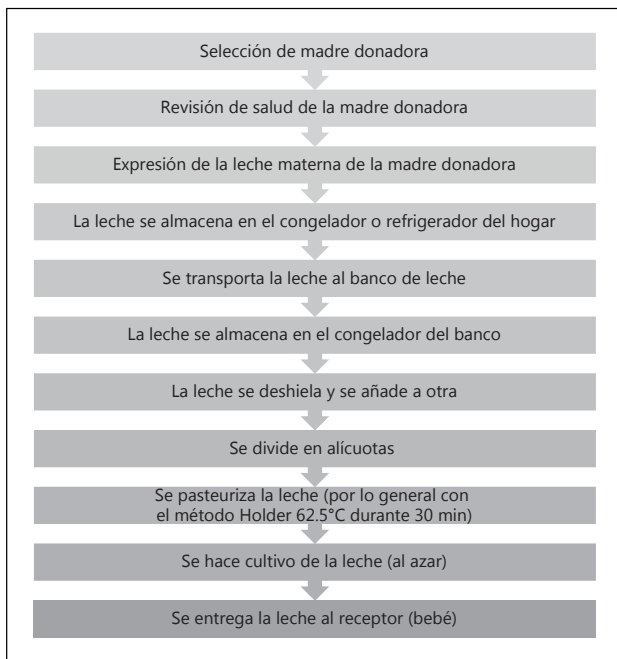 Selección de madre donadora
Revisión de salud de la madre donadora
Expresión de la leche materna de la madre donadora
La leche se almacena en el congelador o refrigerador del hogar
Se transporta la leche al banco de leche
La leche se almacena en el congelador del banco
La leche se deshiela y se añade a otra
Se divide en alícuotas
Se pasteuriza la leche (por lo general con
el método Holder 62.5°C durante 30 min)
Se hace cultivo de la leche (al azar)
Se entrega la leche al receptor (bebé)